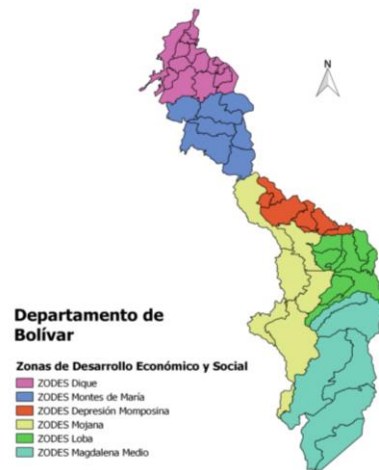 N
Departamento de
Bolívar
Zonas de Desarrollo Económico y Social
ZODES Dique
ZODES Montes de María
ZODES Depresión Momposina
ZODES Mojana
ZODES Loba
ZODES Magdalena Medio